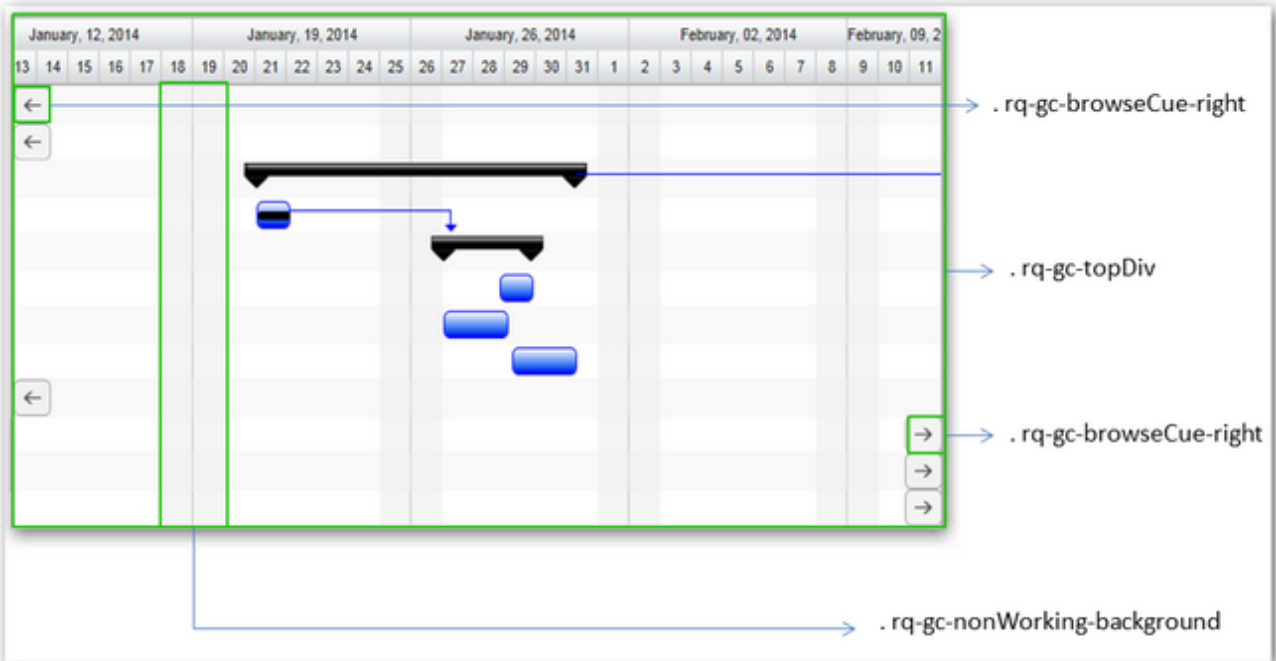 January, 12, 2014 January, 19, 2014 January, 26, 2014 February, 02, 2014 February, 09, 2
13 14 15 16 17 18 19 20 21 22 23 24 25 26 27 28 29 30 31 1 2 3 4 5 6 7 8 9 10 11
. rq-gc-browseCue-right
. rq-gc-topDiv
. rq-gc-browseCue-right
. rq-gc-nonWorking-background